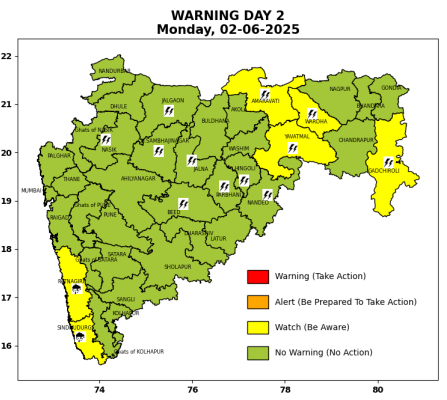 WARNING DAY 2
Monday, 02-06-2025
22
NANDURBAR
GONDIA
NAGPUR
AMARAVATI
JALGAON
21
DHULE
BHANDARA
AKOLA
WARDHA
BULDHANA
Ghats of NASIK
YAVATMAL
CHANDRAPUR
NASIK
WASHIM
20
PALGHAR
JALNA
HINGOLI
GADCHIROLI
THANE
AHILYANAGAR
MUMBAI
PARBHANI
NANDED
19
Ghats of PUNE
RAIGAD
PUNE
BEED
DHARASHIV
LATUR
18
SATARA
Ghats of SATARA
SHOLAPUR
Warning (Take Action)
RATNAGIRI
Alert (Be Prepared To Take Action)
17
SANGLI
KOLHAPUR
Watch (Be Aware)
SINDHUDURG
16
Ghats of KOLHAPUR
No Warning (No Action)
74
76
78
80